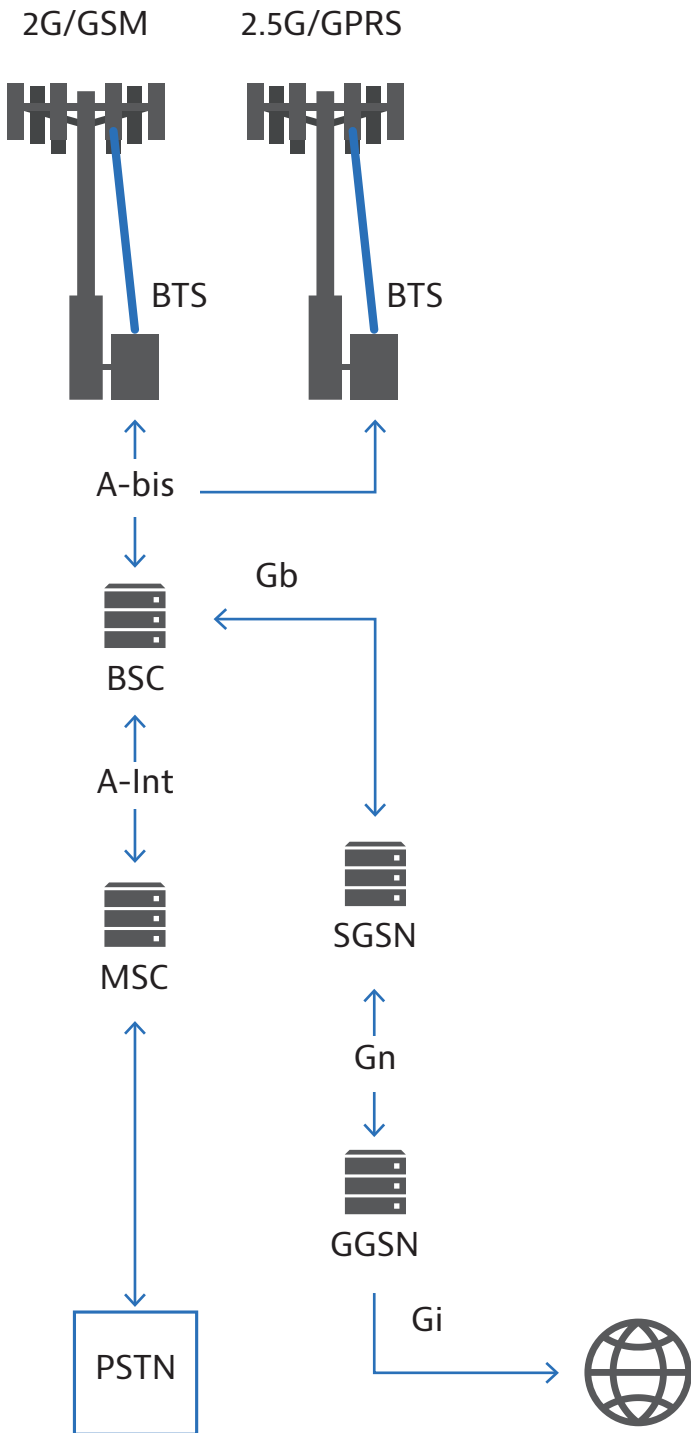 2G/GSM
2.5G/GPRS
BTS
BTS
A-bis
Gb
BSC
A-Int
SGSN
MSC
Gn
GGSN
Gi
PSTN